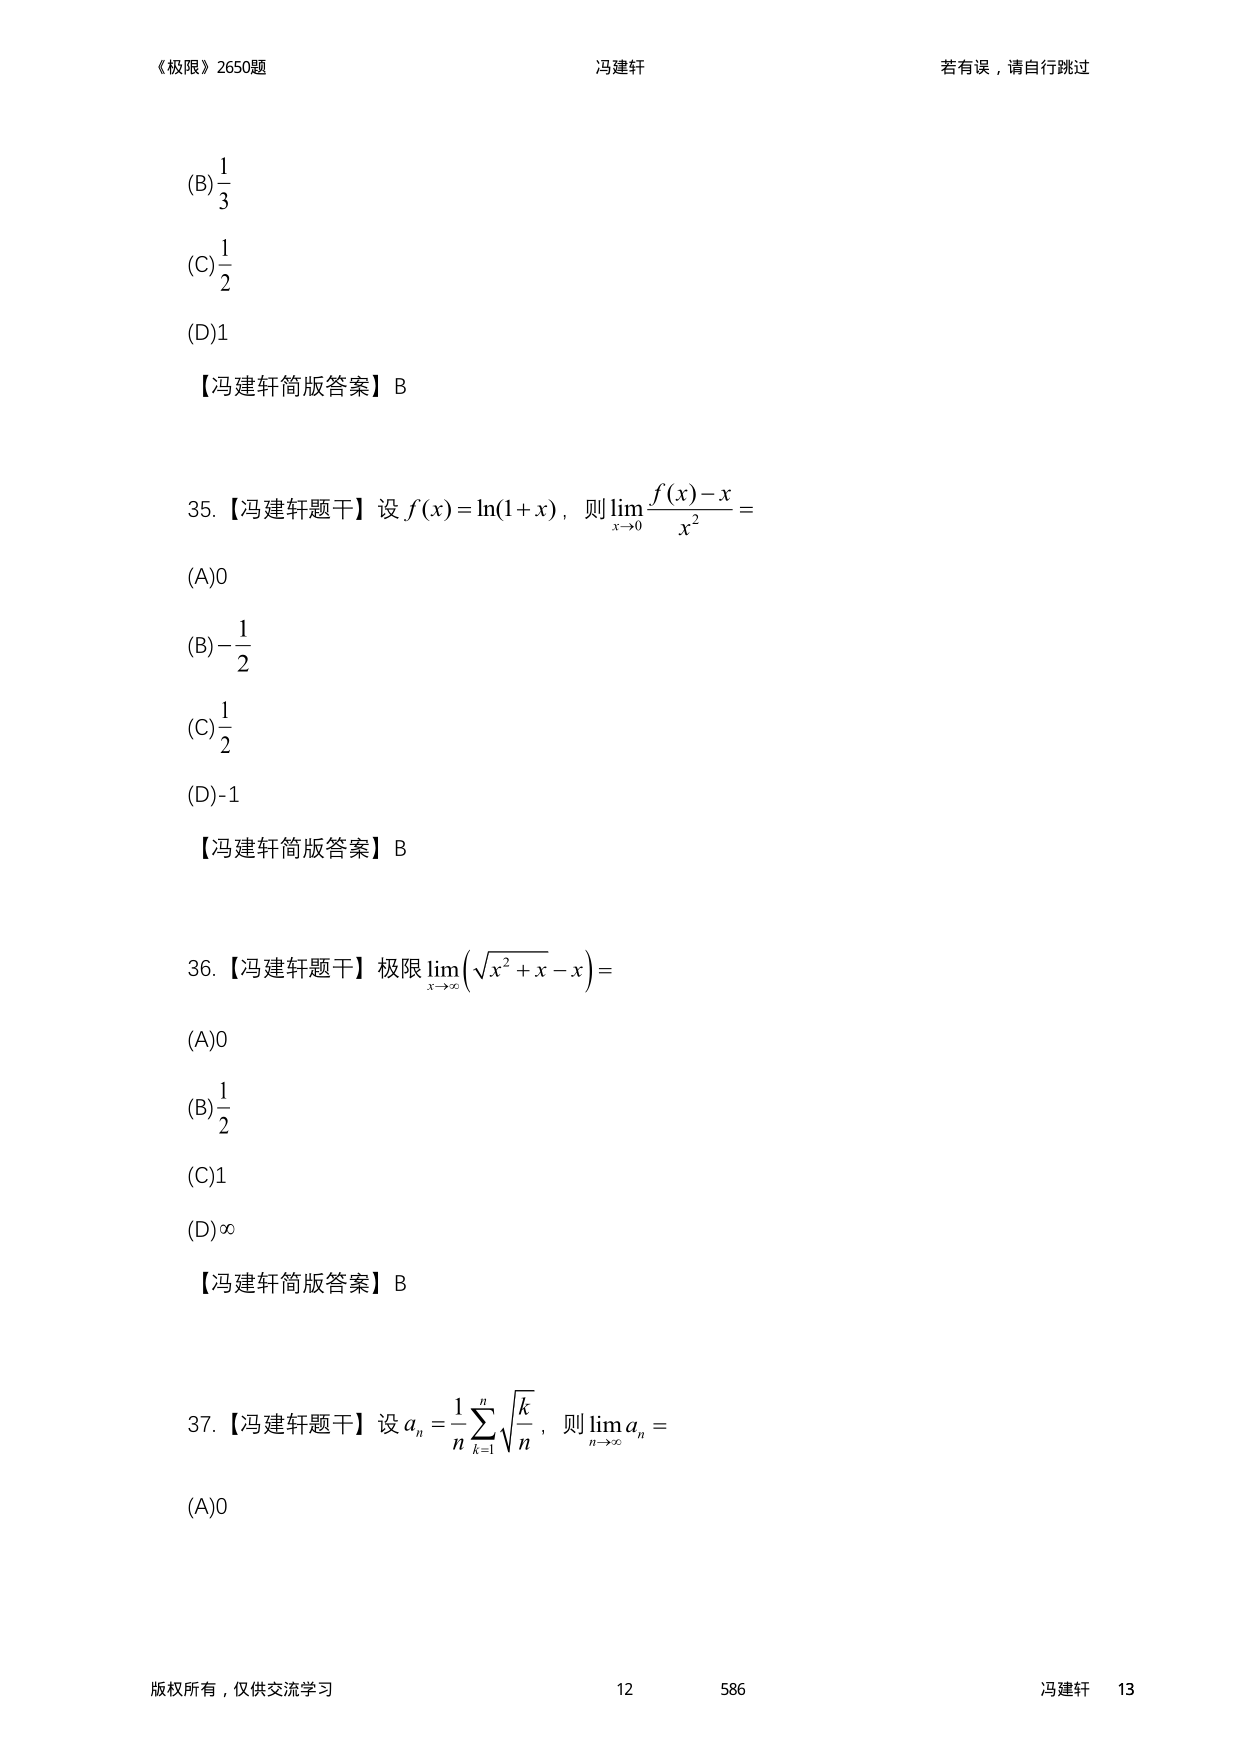 《极限》2650题 冯建轩 若有误，请自行跳过
(B) 1/3
(C) 1/2
(D)1
【冯建轩简版答案】B
35.【冯建轩题干】设 f(x) = ln(1+x)，则 lim_{x→0} (f(x)−x)/x² =
(A)0
(B) −1/2
(C) 1/2
(D)-1
【冯建轩简版答案】B
36.【冯建轩题干】极限 lim_{x→∞} (√(x²+x) − x) =
(A)0
(B) 1/2
(C)1
(D)∞
【冯建轩简版答案】B
37.【冯建轩题干】设 a_n = 1/n ∑_{k=1}^{n} √(k/n)，则 lim_{n→∞} a_n =
(A)0
版权所有，仅供交流学习 12 586 冯建轩 13